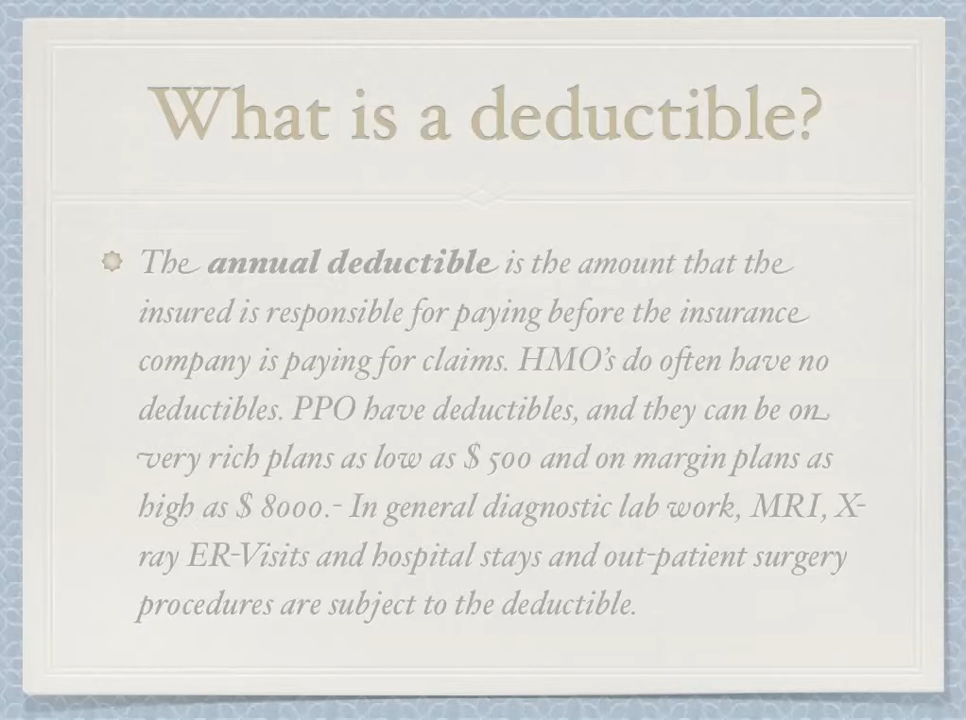 What is a deductible?
The annual deductible is the amount that the
insured is responsible for paying before the insurance
company is paying for claims. HMO's do often have no
deductibles. PPO have deductibles, and they can be on
very rich plans as low as $ 500 and on margin plans as
high as $ 8000.- In general diagnostic lab work, MRI, X-
ray ER-Visits and hospital stays and out-patient surgery
procedures are subject to the deductible.